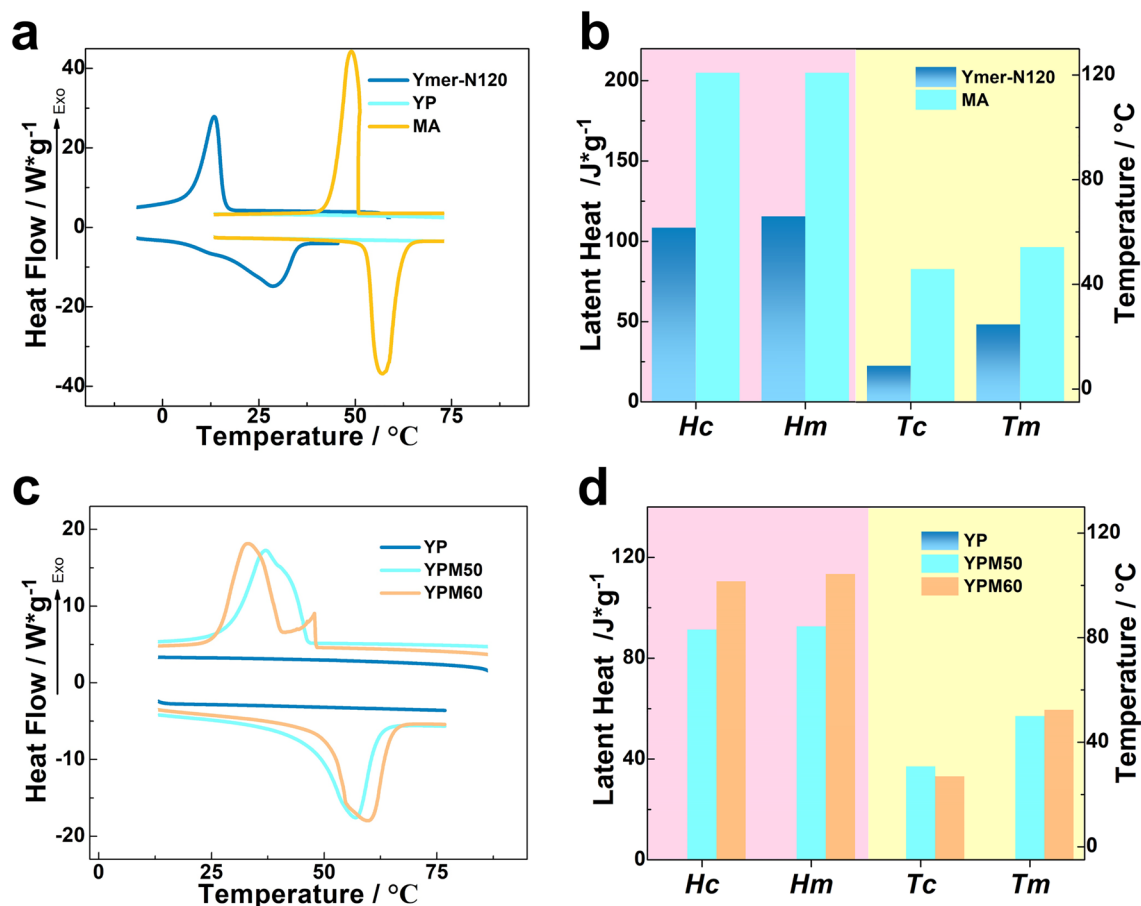 a
Heat Flow / W*g-1
Exo
40
20
0
-20
-40
0
25
50
75
Temperature / °C
Ymer-N120
YP
MA
b
Latent Heat /J*g-1
200
150
100
50
0
Ymer-N120
MA
120
80
40
0
Temperature / °C
Hc
Hm
Tc
Tm
c
Heat Flow / W*g-1
Exo
20
10
0
-10
-20
0
25
50
75
Temperature / °C
YP
YPM50
YPM60
d
Latent Heat /J*g-1
120
80
40
0
YP
YPM50
YPM60
120
80
40
0
Temperature / °C
Hc
Hm
Tc
Tm